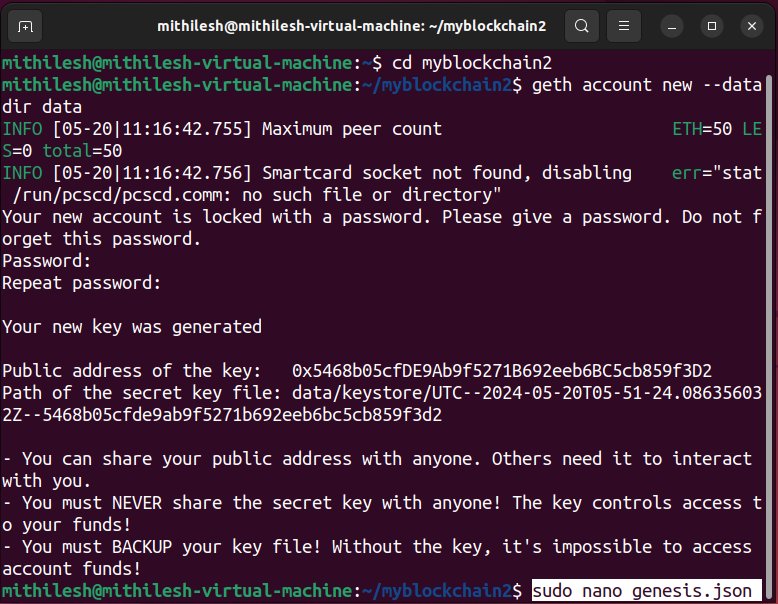 mithilesh@mithilesh-virtual-machine: ~/myblockchain2
mithilesh@mithilesh-virtual-machine:~$ cd myblockchain2
mithilesh@mithilesh-virtual-machine:~/myblockchain2$ geth account new --data
dir data
INFO [05-20|11:16:42.755] Maximum peer count                       ETH=50 LE
S=0 total=50
INFO [05-20|11:16:42.756] Smartcard socket not found, disabling    err="stat
 /run/pcscd/pcscd.comm: no such file or directory"
Your new account is locked with a password. Please give a password. Do not f
orget this password.
Password:
Repeat password:
Your new key was generated
Public address of the key:   0x5468b05cfDE9Ab9f5271B692eeb6BC5cb859f3D2
Path of the secret key file: data/keystore/UTC--2024-05-20T05-51-24.08635603
2Z--5468b05cfde9ab9f5271b692eeb6bc5cb859f3d2
- You can share your public address with anyone. Others need it to interact
with you.
- You must NEVER share the secret key with anyone! The key controls access t
o your funds!
- You must BACKUP your key file! Without the key, it's impossible to access
account funds!
mithilesh@mithilesh-virtual-machine:~/myblockchain2$ sudo nano genesis.json